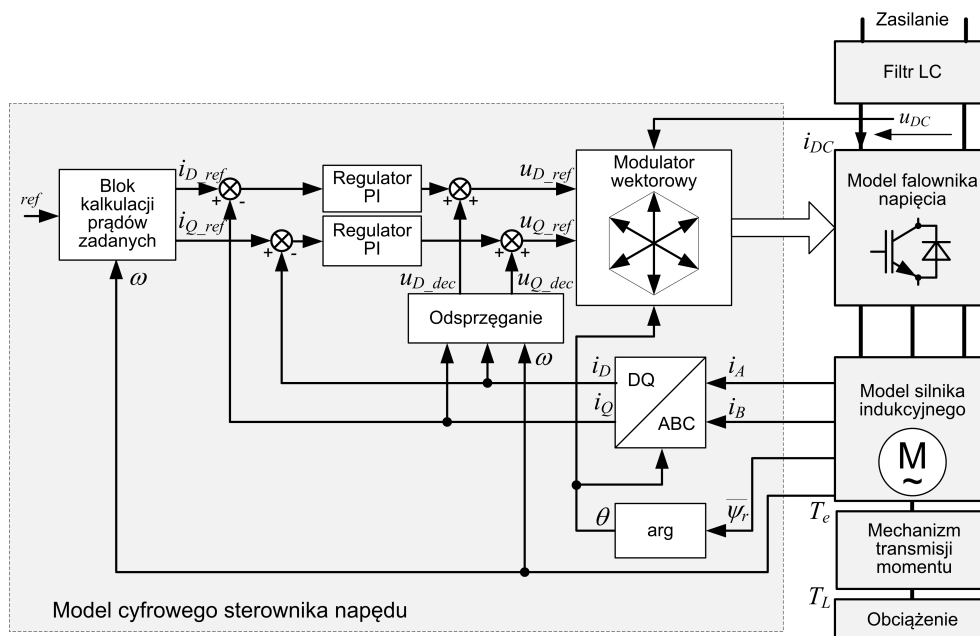 Zasilanie
Filtr LC
u_DC
i_DC
Model falownika
napięcia
Modulator
wektorowy
u_D_ref
u_Q_ref
Regulator
PI
Regulator
PI
+
-
+
-
+
+
+
+
i_D_ref
i_Q_ref
ref
Blok
kalkulacji
prądów
zadanych
ω
u_D_dec
u_Q_dec
Odsprzęganie
ω
i_D
i_Q
DQ
ABC
i_A
i_B
Model silnika
indukcyjnego
M
~
θ
arg
ψ̅_r
T_e
Mechanizm
transmisji
momentu
T_L
Obciążenie
Model cyfrowego sterownika napędu